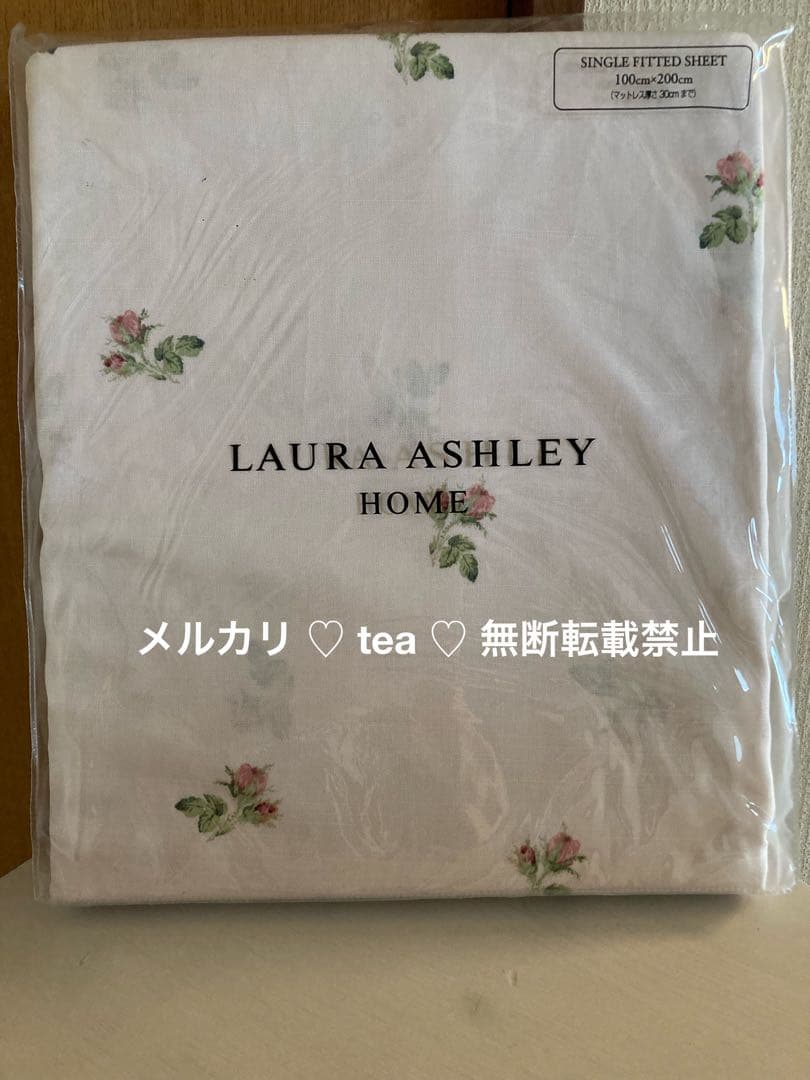 SINGLE FITTED SHEET
100cm×200cm
(マットレス厚さ30cmまで)
LAURA ASHLEY
HOME
メルカリ ♡ tea ♡ 無断転載禁止